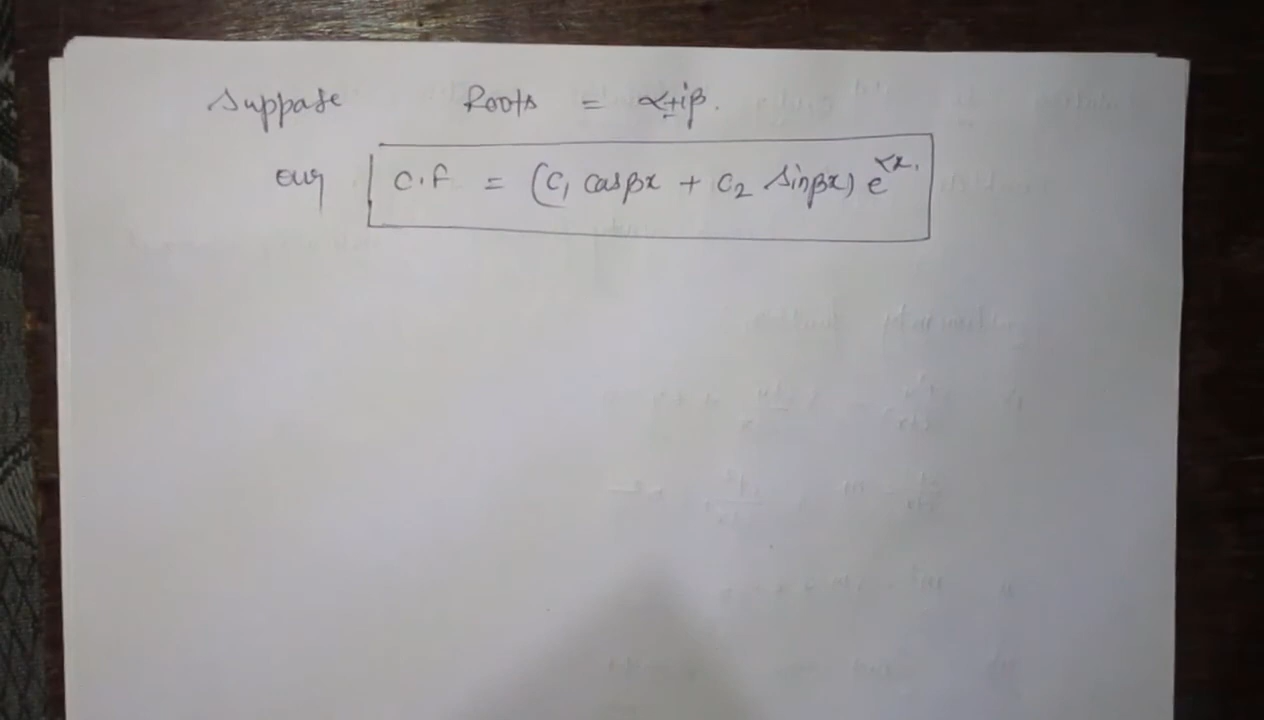 Suppose Roots = α±iβ.
our C.F = (C₁ cosβx + C₂ sinβx) e^αx.